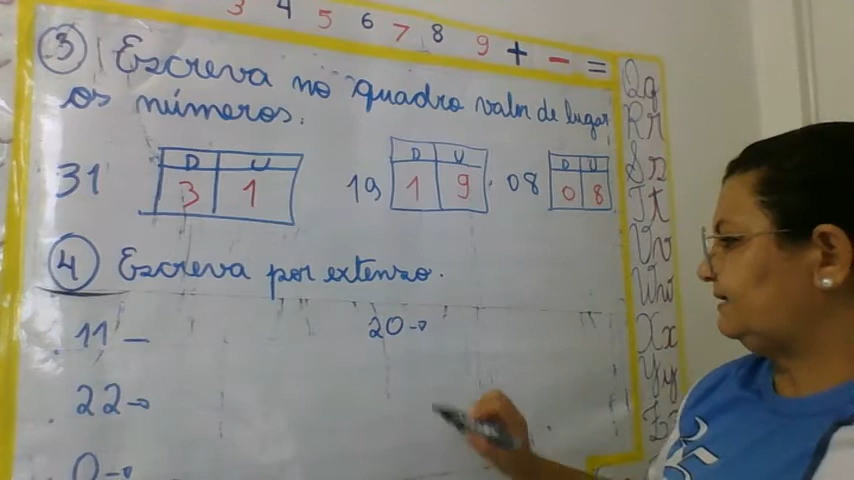 3 4 5 6 7 8 9 + - =
③ Escreva no quadro valor de lugar
os números.
31 D U 3 1 19 D U 1 9 . 08 D U 0 8
④ Escreva por extenso.
11 - 20 -
22 -
0 -
Qq
Rr
Ss
Tt
Vv
Ww
Xx
Yy
Z